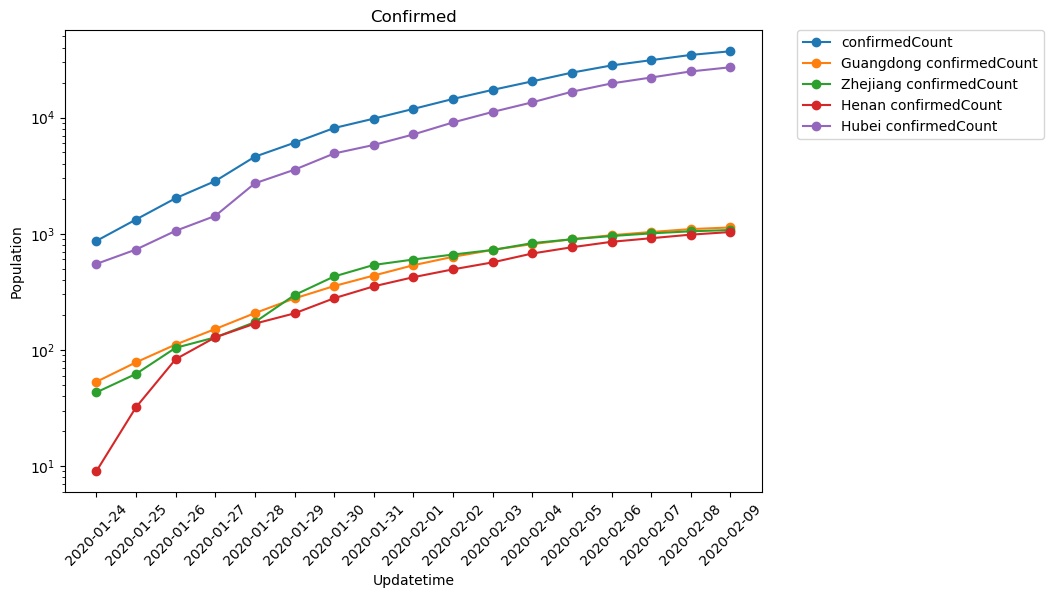 Confirmed
confirmedCount
Guangdong confirmedCount
Zhejiang confirmedCount
Henan confirmedCount
Hubei confirmedCount
Population
10⁴
10³
10²
10¹
2020-01-24
2020-01-25
2020-01-26
2020-01-27
2020-01-28
2020-01-29
2020-01-30
2020-01-31
2020-02-01
2020-02-02
2020-02-03
2020-02-04
2020-02-05
2020-02-06
2020-02-07
2020-02-08
2020-02-09
Updatetime